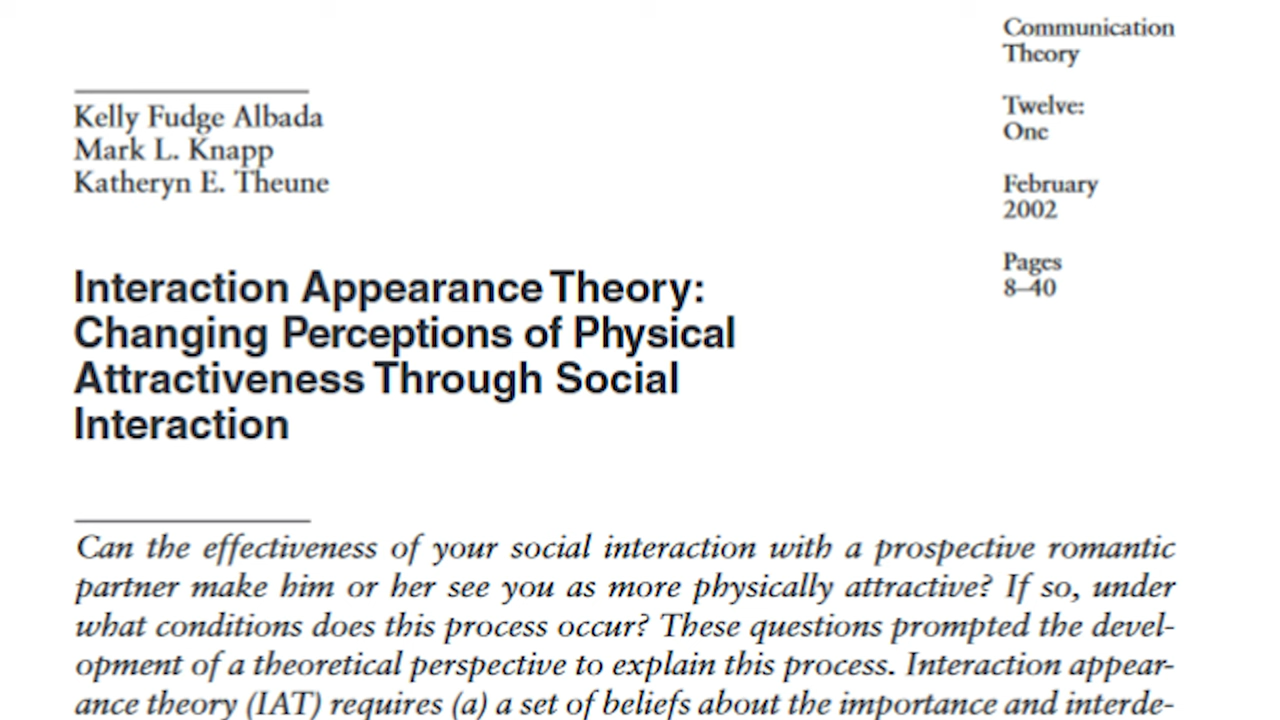 Communication
Theory
Twelve:
One
February
2002
Pages
8–40
Kelly Fudge Albada
Mark L. Knapp
Katheryn E. Theune
Interaction Appearance Theory:
Changing Perceptions of Physical
Attractiveness Through Social
Interaction
Can the effectiveness of your social interaction with a prospective romantic
partner make him or her see you as more physically attractive? If so, under
what conditions does this process occur? These questions prompted the devel-
opment of a theoretical perspective to explain this process. Interaction appear-
ance theory (IAT) requires (a) a set of beliefs about the importance and interde-